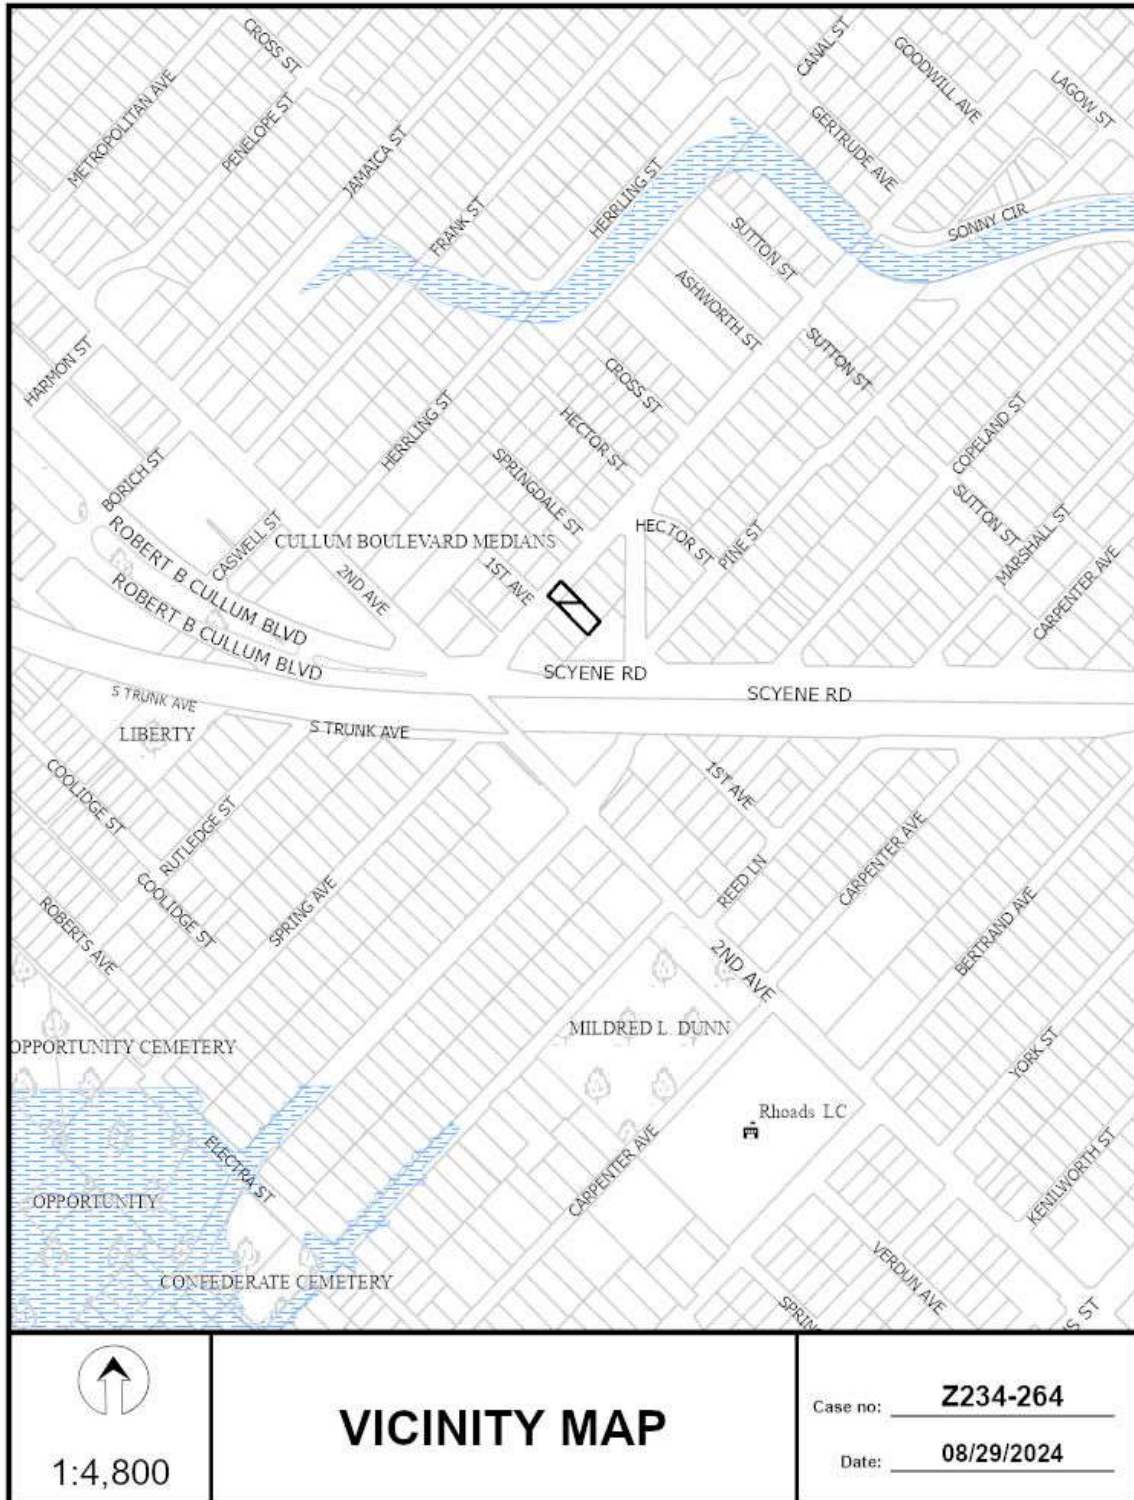 CROSS ST
CANAL ST
GOODWILL AVE
LAGOW ST
METROPOLITAN AVE
PENELOPE ST
JAMAICA ST
GERTRUDE AVE
HERRLING ST
FRANK ST
SUTTON ST
SONNY CIR
ASHWORTH ST
HARMON ST
SUTTON ST
CROSS ST
HERRLING ST
HECTOR ST
COPELAND ST
BORICH ST
SPRINGDALE ST
SUTTON ST
ROBERT B CULLUM BLVD
CASWELL ST
CULLUM BOULEVARD MEDIANS
HECTOR ST
PINE ST
MARSHALL ST
2ND AVE
1ST AVE
CARPENTER AVE
ROBERT B CULLUM BLVD
SCYENE RD
SCYENE RD
S TRUNK AVE
LIBERTY
S TRUNK AVE
COOLIDGE ST
1ST AVE
RUTLEDGE ST
CARPENTER AVE
COOLIDGE ST
REED LN
SPRING AVE
ROBERTS AVE
BERTRAND AVE
2ND AVE
MILDRED L. DUNN
OPPORTUNITY CEMETERY
YORK ST
Rhoads LC
ELECTRA ST
CARPENTER AVE
KENILWORTH ST
OPPORTUNITY
CONFEDERATE CEMETERY
VERDUN AVE
SPRIN
S ST
1:4,800
VICINITY MAP
Case no: Z234-264
Date: 08/29/2024